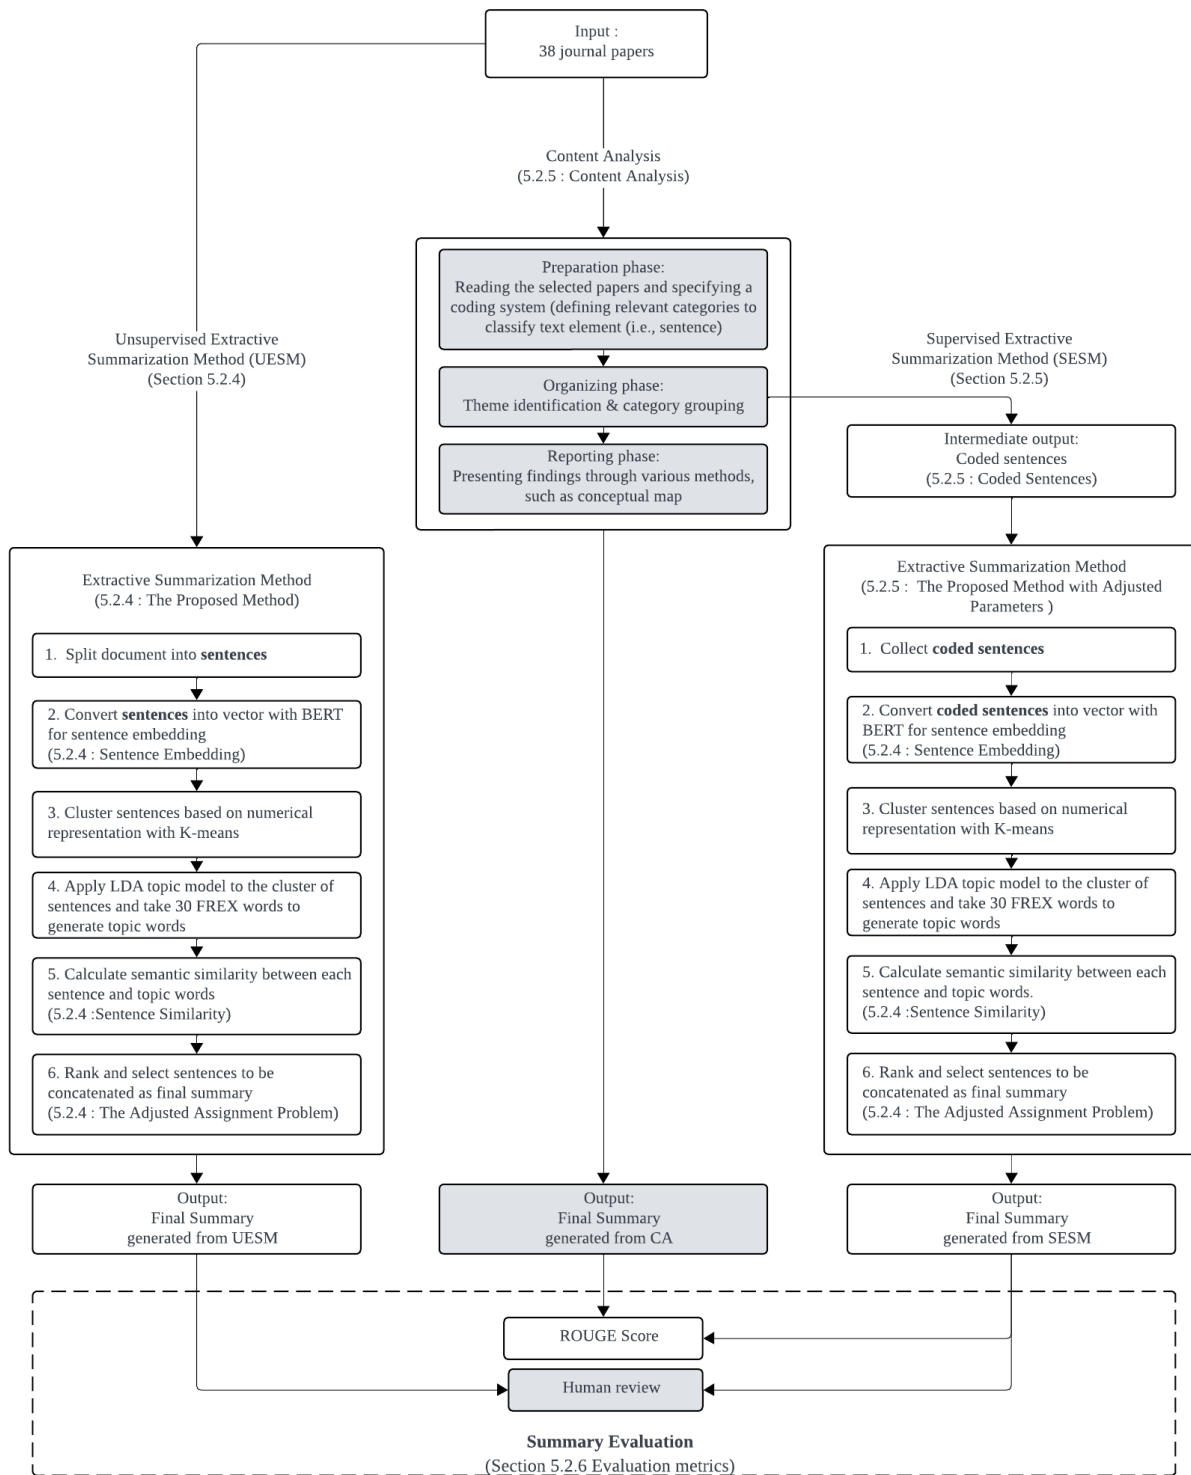 Input :
38 journal papers
Content Analysis
(5.2.5 : Content Analysis)
Preparation phase:
Reading the selected papers and specifying a
coding system (defining relevant categories to
classify text element (i.e., sentence)
Organizing phase:
Theme identification & category grouping
Reporting phase:
Presenting findings through various methods,
such as conceptual map
Unsupervised Extractive
Summarization Method (UESM)
(Section 5.2.4)
Supervised Extractive
Summarization Method (SESM)
(Section 5.2.5)
Intermediate output:
Coded sentences
(5.2.5 : Coded Sentences)
Extractive Summarization Method
(5.2.4 : The Proposed Method)
1. Split document into sentences
2. Convert sentences into vector with BERT
for sentence embedding
(5.2.4 : Sentence Embedding)
3. Cluster sentences based on numerical
representation with K-means
4. Apply LDA topic model to the cluster of
sentences and take 30 FREX words to
generate topic words
5. Calculate semantic similarity between each
sentence and topic words
(5.2.4 :Sentence Similarity)
6. Rank and select sentences to be
concatenated as final summary
(5.2.4 : The Adjusted Assignment Problem)
Extractive Summarization Method
(5.2.5 : The Proposed Method with Adjusted
Parameters )
1. Collect coded sentences
2. Convert coded sentences into vector with
BERT for sentence embedding
(5.2.4 : Sentence Embedding)
3. Cluster sentences based on numerical
representation with K-means
4. Apply LDA topic model to the cluster of
sentences and take 30 FREX words to
generate topic words
5. Calculate semantic similarity between each
sentence and topic words.
(5.2.4 :Sentence Similarity)
6. Rank and select sentences to be
concatenated as final summary
(5.2.4 : The Adjusted Assignment Problem)
Output:
Final Summary
generated from UESM
Output:
Final Summary
generated from CA
Output:
Final Summary
generated from SESM
ROUGE Score
Human review
Summary Evaluation
(Section 5.2.6 Evaluation metrics)